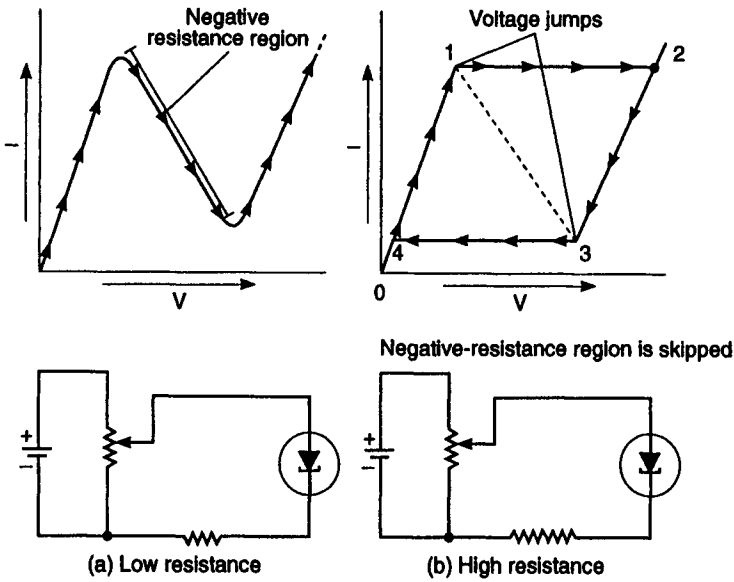 Negative
resistance region
I
V
Voltage jumps
1
2
3
4
0
I
V
Negative-resistance region is skipped
+
−
(a) Low resistance
+
−
(b) High resistance